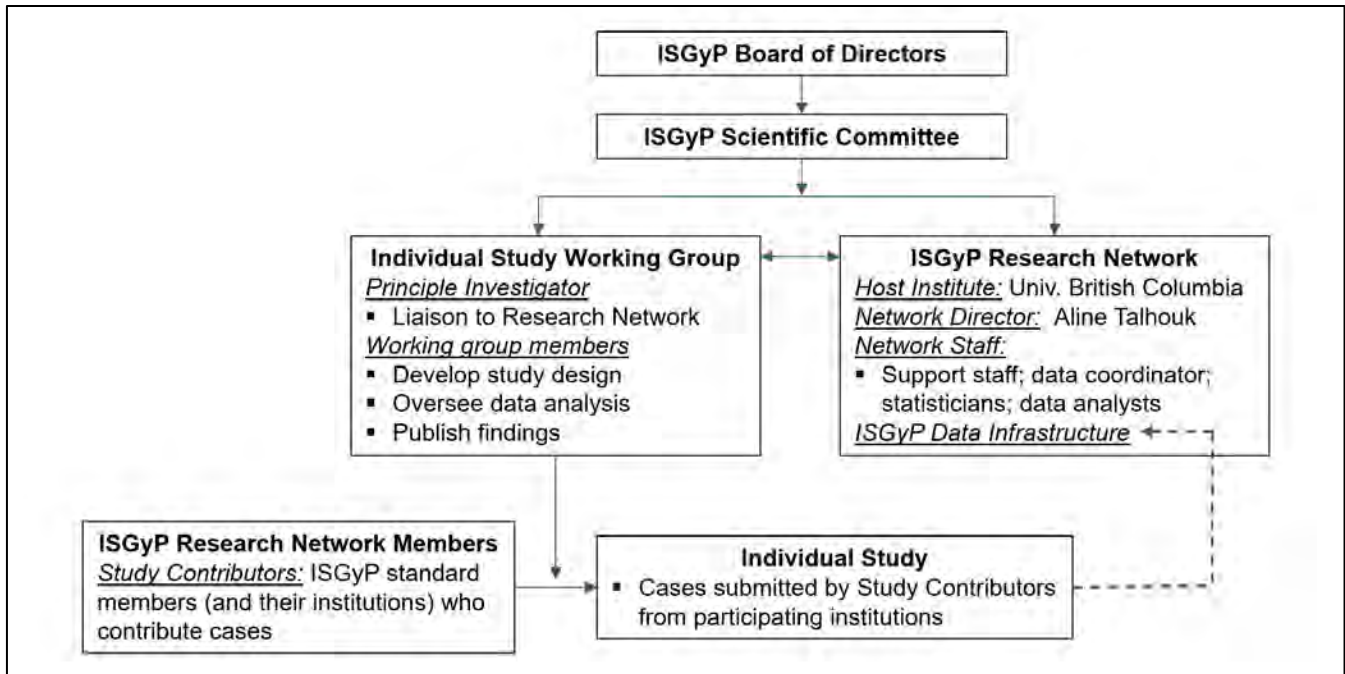 ISGyP Board of Directors
ISGyP Scientific Committee
Individual Study Working Group
Principle Investigator
▪ Liaison to Research Network
Working group members
▪ Develop study design
▪ Oversee data analysis
▪ Publish findings
ISGyP Research Network
Host Institute: Univ. British Columbia
Network Director: Aline Talhouk
Network Staff:
▪ Support staff; data coordinator;
statisticians; data analysts
ISGyP Data Infrastructure
ISGyP Research Network Members
Study Contributors: ISGyP standard
members (and their institutions) who
contribute cases
Individual Study
▪ Cases submitted by Study Contributors
from participating institutions